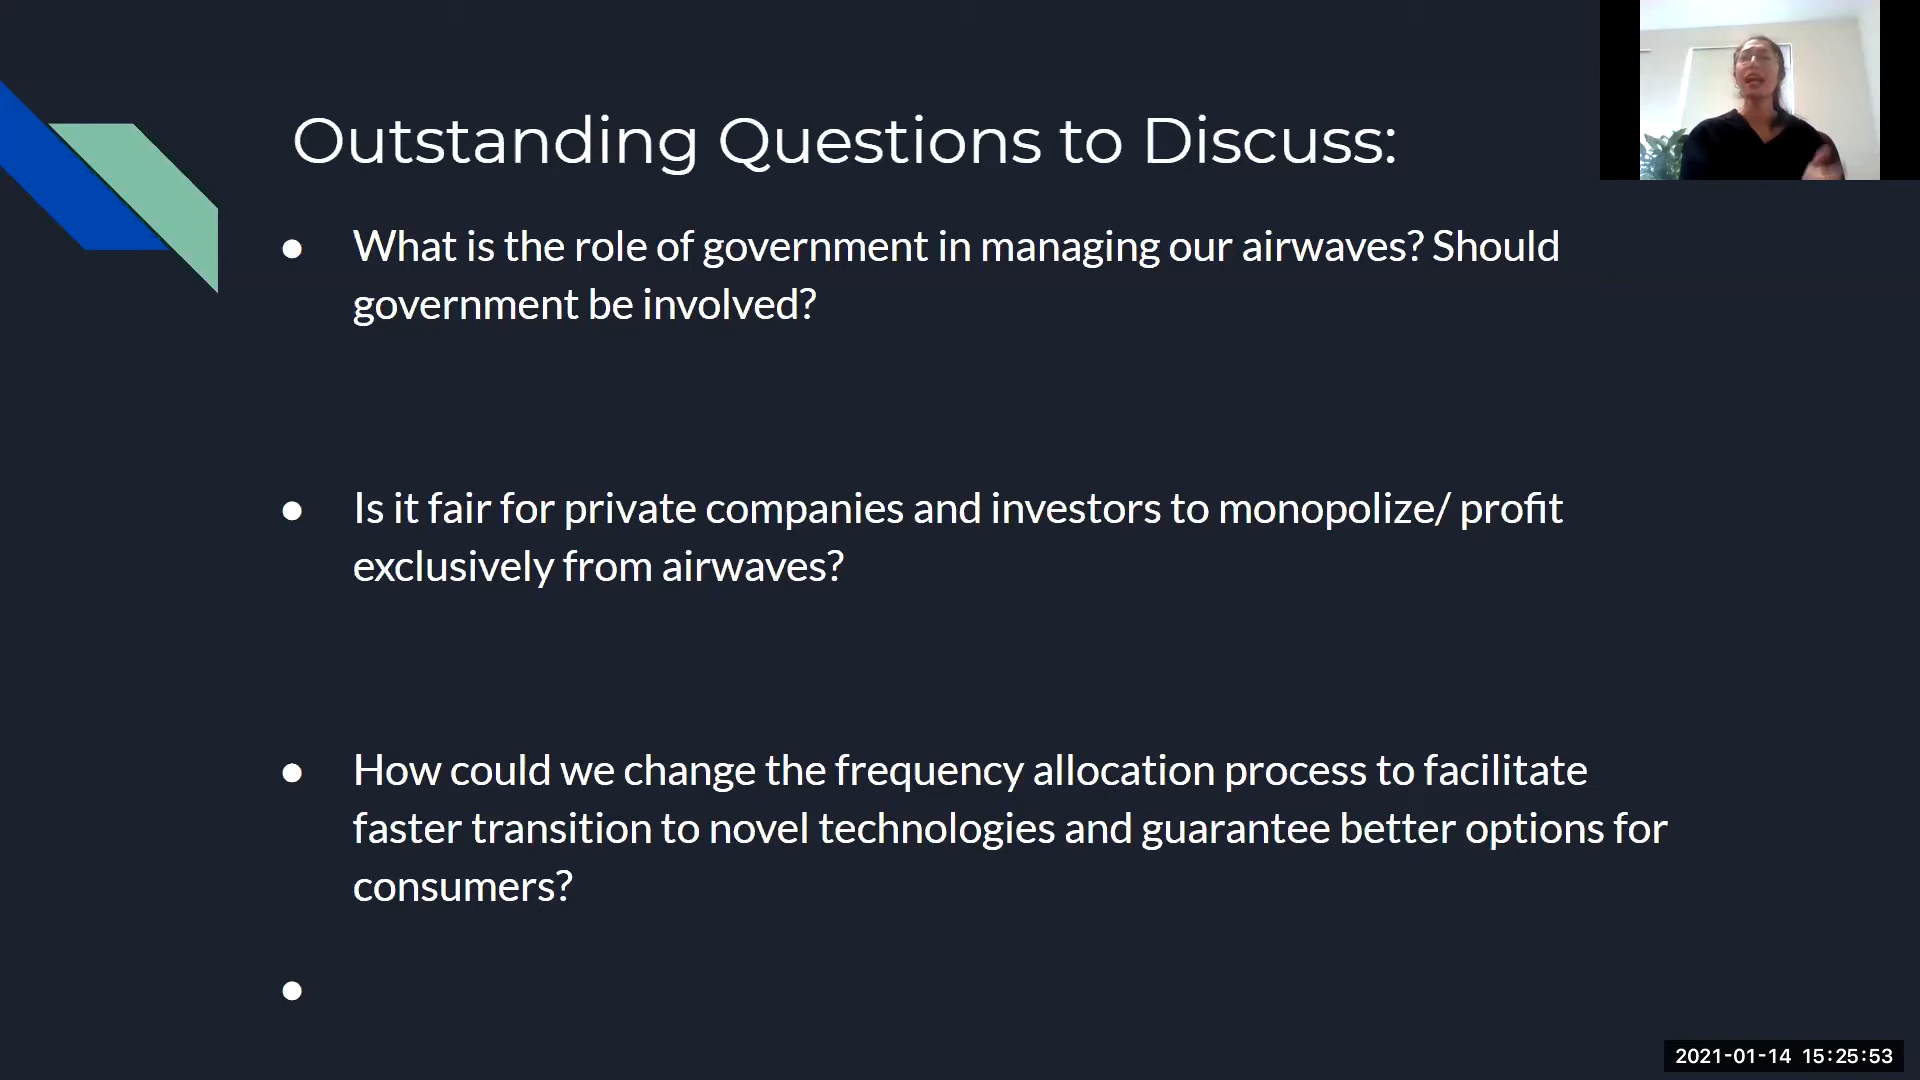 Outstanding Questions to Discuss:
● What is the role of government in managing our airwaves? Should
government be involved?
● Is it fair for private companies and investors to monopolize/ profit
exclusively from airwaves?
● How could we change the frequency allocation process to facilitate
faster transition to novel technologies and guarantee better options for
consumers?
●
2021-01-14 15:25:53